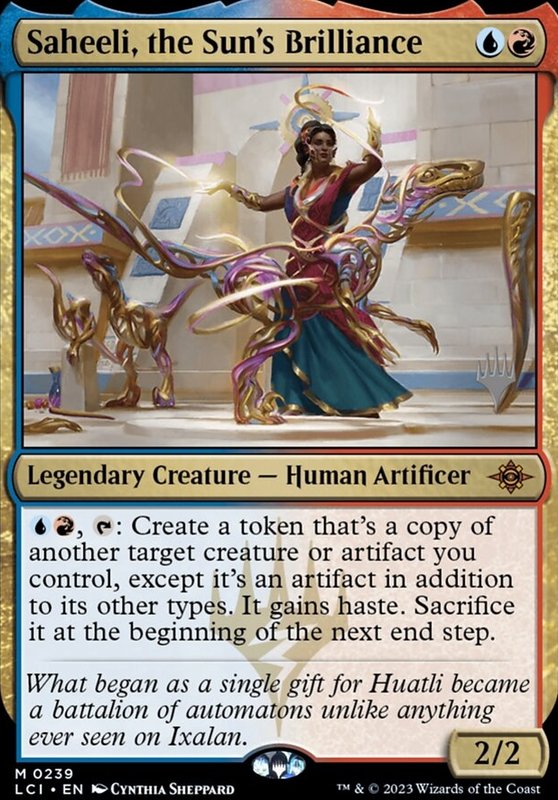 Saheeli, the Sun's Brilliance
Legendary Creature — Human Artificer
, : Create a token that's a copy of
another target creature or artifact you
control, except it's an artifact in addition
to its other types. It gains haste. Sacrifice
it at the beginning of the next end step.
What began as a single gift for Huatli became
a battalion of automatons unlike anything
ever seen on Ixalan.
2/2
M 0239
LCI • EN Cynthia Sheppard
™ & © 2023 Wizards of the Coast